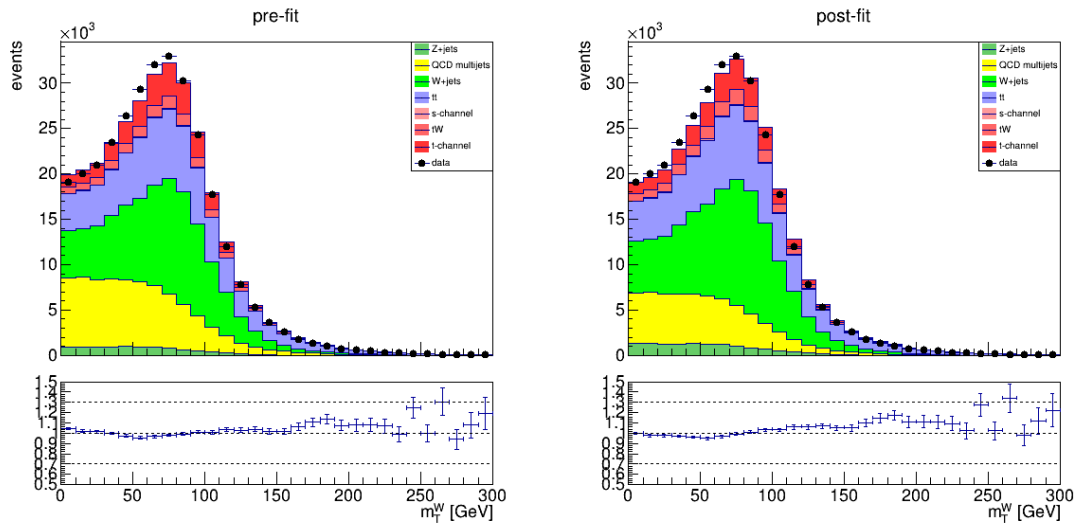 pre-fit
×10³
events
30
25
20
15
10
5
0
Z+jets
QCD multijets
W+jets
tt
s-channel
tW
t-channel
data
1.5
1.4
1.3
1.2
1.1
1
0.9
0.8
0.7
0.6
0.5
0 50 100 150 200 250 300
m_T^W [GeV]
post-fit
×10³
events
30
25
20
15
10
5
0
Z+jets
QCD multijets
W+jets
tt
s-channel
tW
t-channel
data
1.5
1.4
1.3
1.2
1.1
1
0.9
0.8
0.7
0.6
0.5
0 50 100 150 200 250 300
m_T^W [GeV]